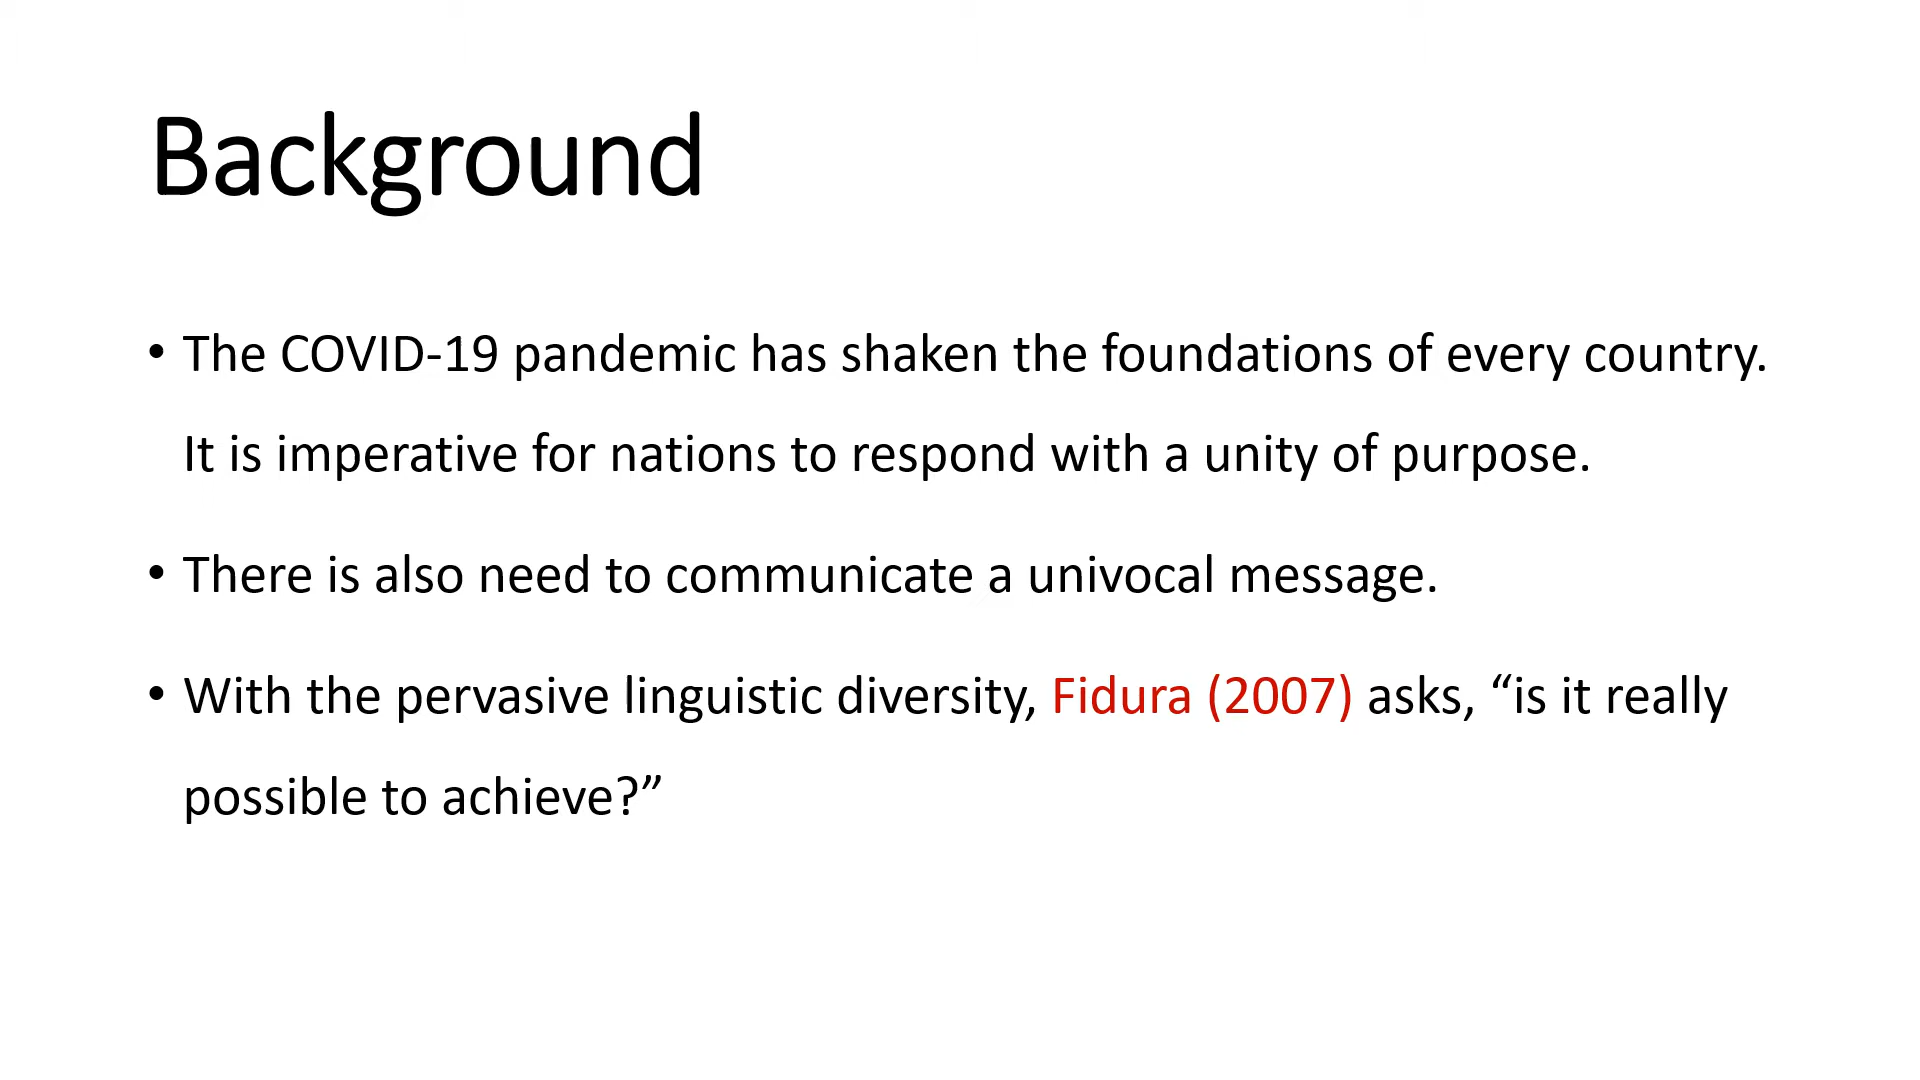 Background
• The COVID-19 pandemic has shaken the foundations of every country.
It is imperative for nations to respond with a unity of purpose.
• There is also need to communicate a univocal message.
• With the pervasive linguistic diversity, Fidura (2007) asks, “is it really
possible to achieve?”